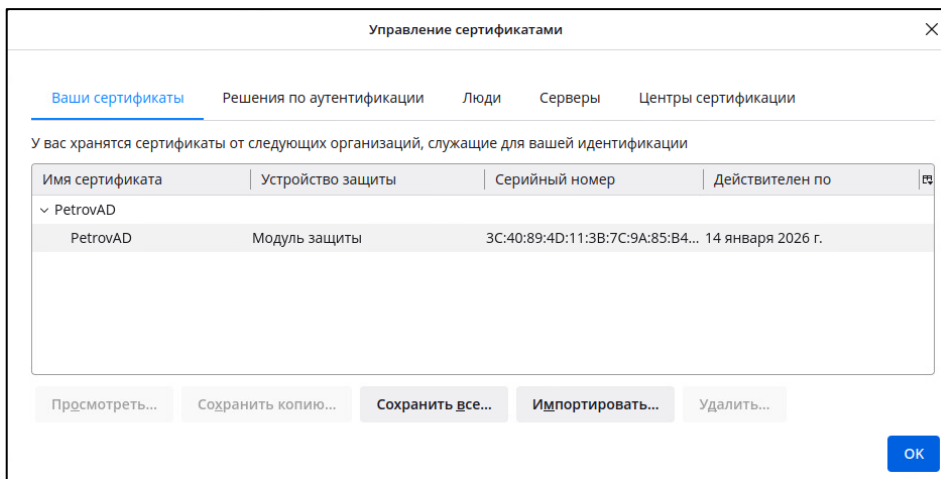 Управление сертификатами
Ваши сертификаты Решения по аутентификации Люди Серверы Центры сертификации
У вас хранятся сертификаты от следующих организаций, служащие для вашей идентификации
Имя сертификата Устройство защиты Серийный номер Действителен по
PetrovAD
PetrovAD Модуль защиты 3C:40:89:4D:11:3B:7C:9A:85:B4... 14 января 2026 г.
Просмотреть... Сохранить копию... Сохранить все... Импортировать... Удалить...
OK